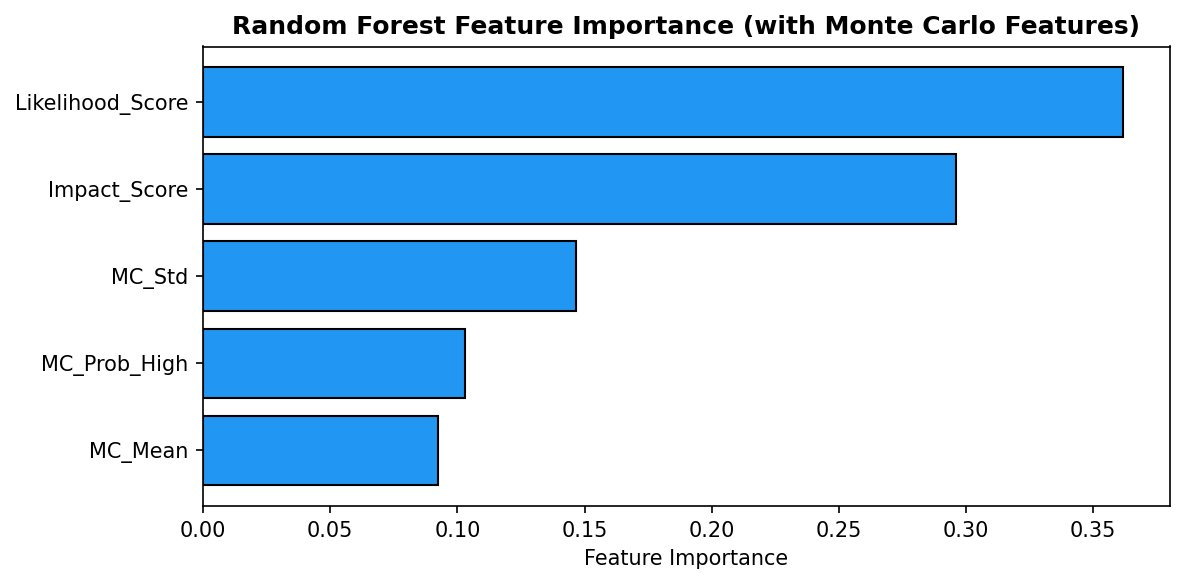 Random Forest Feature Importance (with Monte Carlo Features)
Likelihood_Score
Impact_Score
MC_Std
MC_Prob_High
MC_Mean
0.00 0.05 0.10 0.15 0.20 0.25 0.30 0.35
Feature Importance